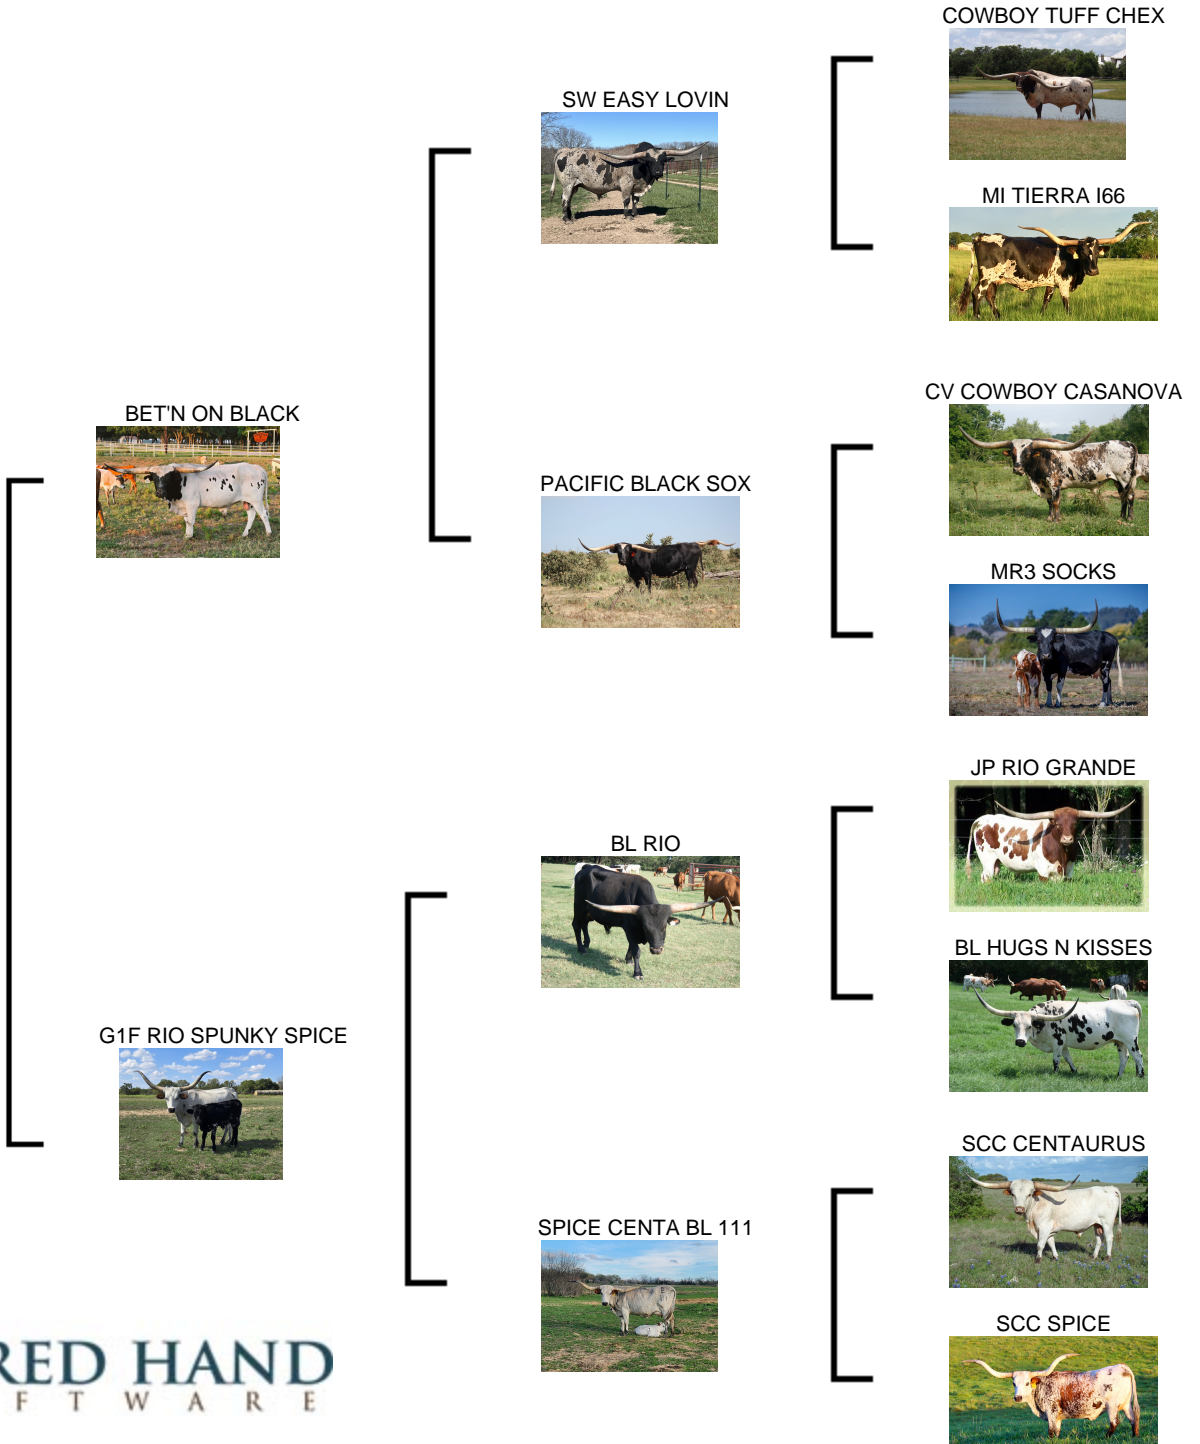 COWBOY TUFF CHEX
SW EASY LOVIN
MI TIERRA I66
BET'N ON BLACK
CV COWBOY CASANOVA
PACIFIC BLACK SOX
MR3 SOCKS
JP RIO GRANDE
BL RIO
BL HUGS N KISSES
G1F RIO SPUNKY SPICE
SCC CENTAURUS
SPICE CENTA BL 111
SCC SPICE
RED HAND
F T W A R E